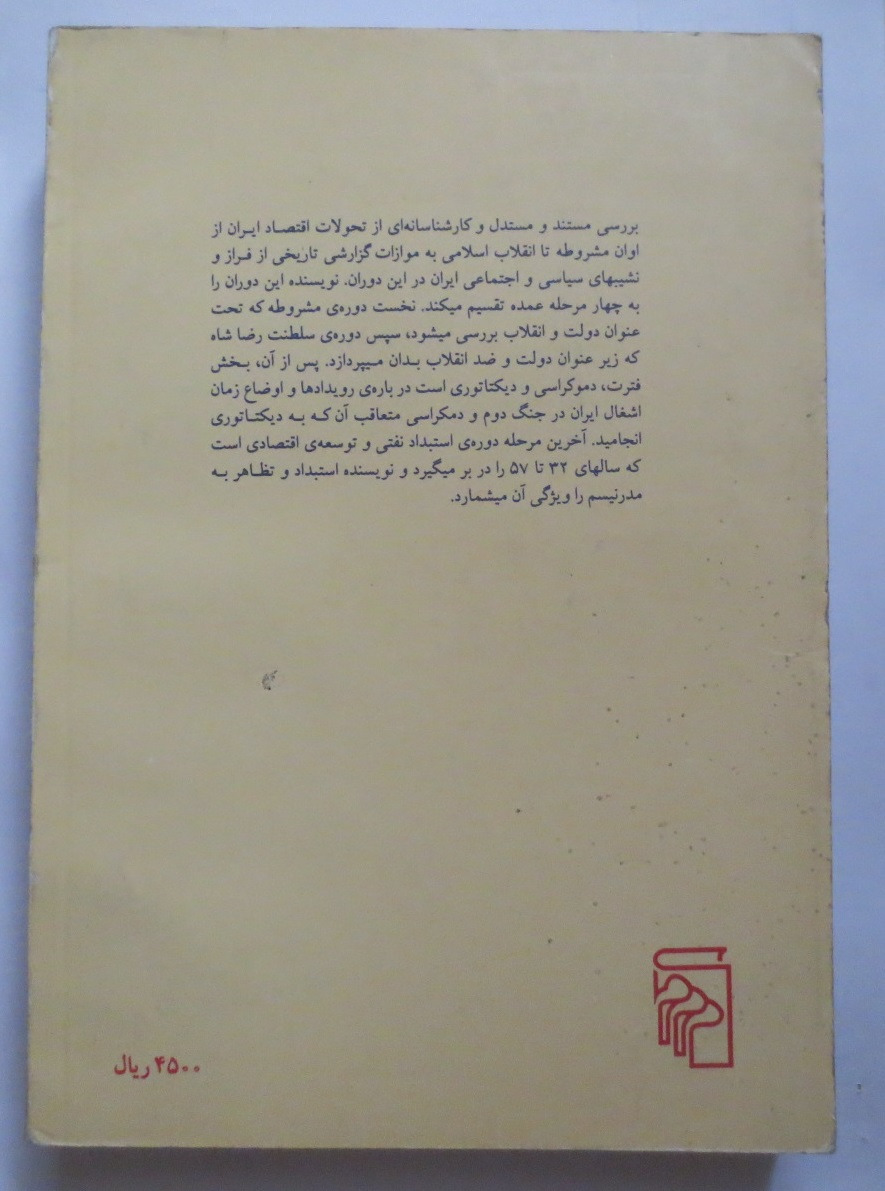 بررسی مستند و مستدل و کارشناسانه‌ای از تحولات اقتصاد ایران از
اوان مشروطه تا انقلاب اسلامی به موازات گزارشی تاریخی از فراز و
نشیبهای سیاسی و اجتماعی ایران در این دوران. نویسنده این دوران را
به چهار مرحله عمده تقسیم میکند. نخست دوره‌ی مشروطه که تحت
عنوان دولت و انقلاب بررسی میشود، سپس دوره‌ی سلطنت رضا شاه
که زیر عنوان دولت و ضد انقلاب بدان میپردازد. پس از آن، بخش
فترت، دموکراسی و دیکتاتوری است در باره‌ی رویدادها و اوضاع زمان
اشغال ایران در جنگ دوم و دمکراسی متعاقب آن که به دیکتاتوری
انجامید. آخرین مرحله دوره‌ی استبداد نفتی و توسعه‌ی اقتصادی است
که سالهای ۳۲ تا ۵۷ را در بر میگیرد و نویسنده استبداد و تظاهر به
مدرنیسم را ویژگی آن میشمارد.
۴۵۰۰ ریال